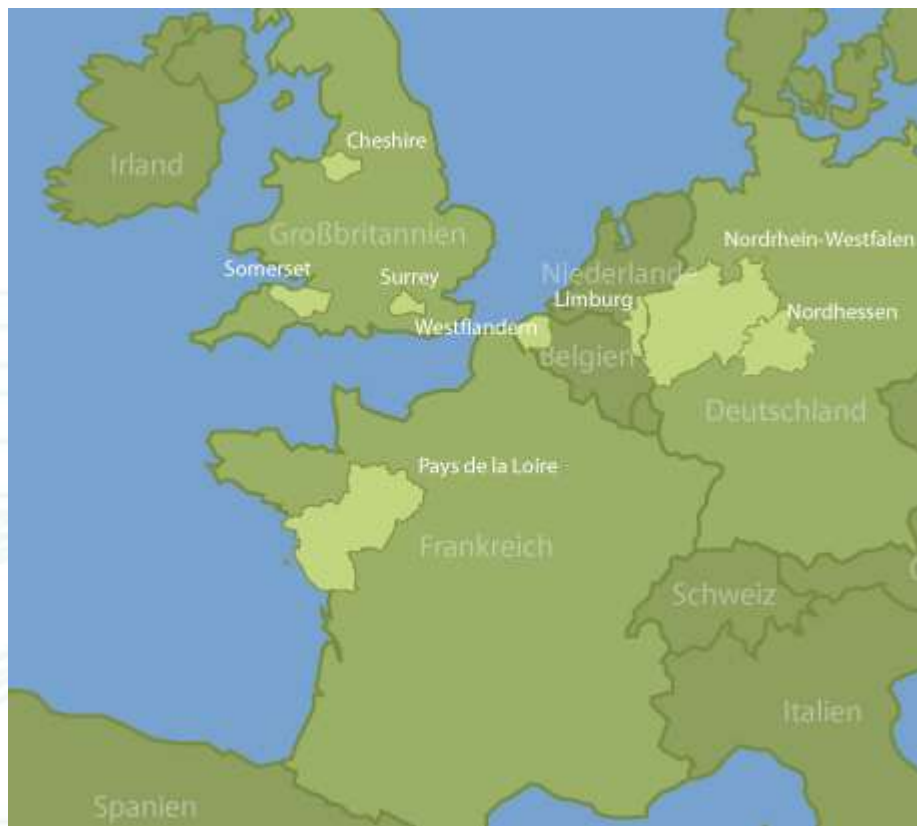 Cheshire
Irland
Großbritannien
Nordrhein-Westfalen
Somerset
Surrey
Niederlande
Limburg
Nordhessen
Westflandern
Belgien
Deutschland
Pays de la Loire
Frankreich
Schweiz
Italien
Spanien